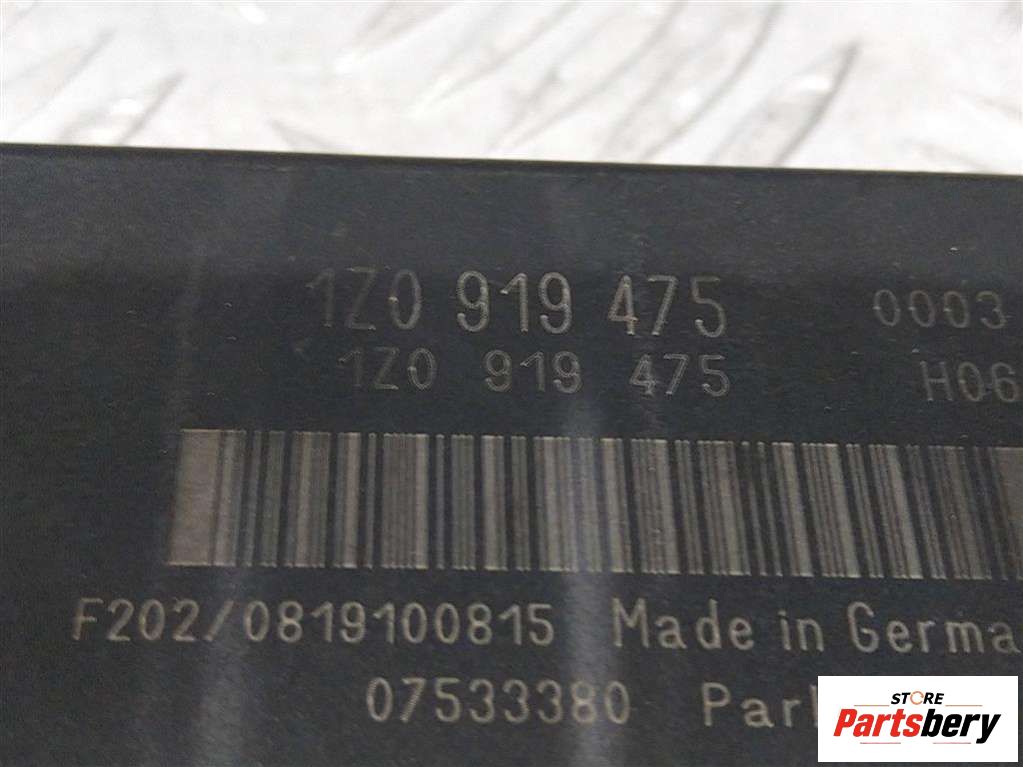 1Z0 919 475 0003
1Z0 919 475 H06
F202/0819100815 Made in Germa
07533380 Par
STORE
Partsbery